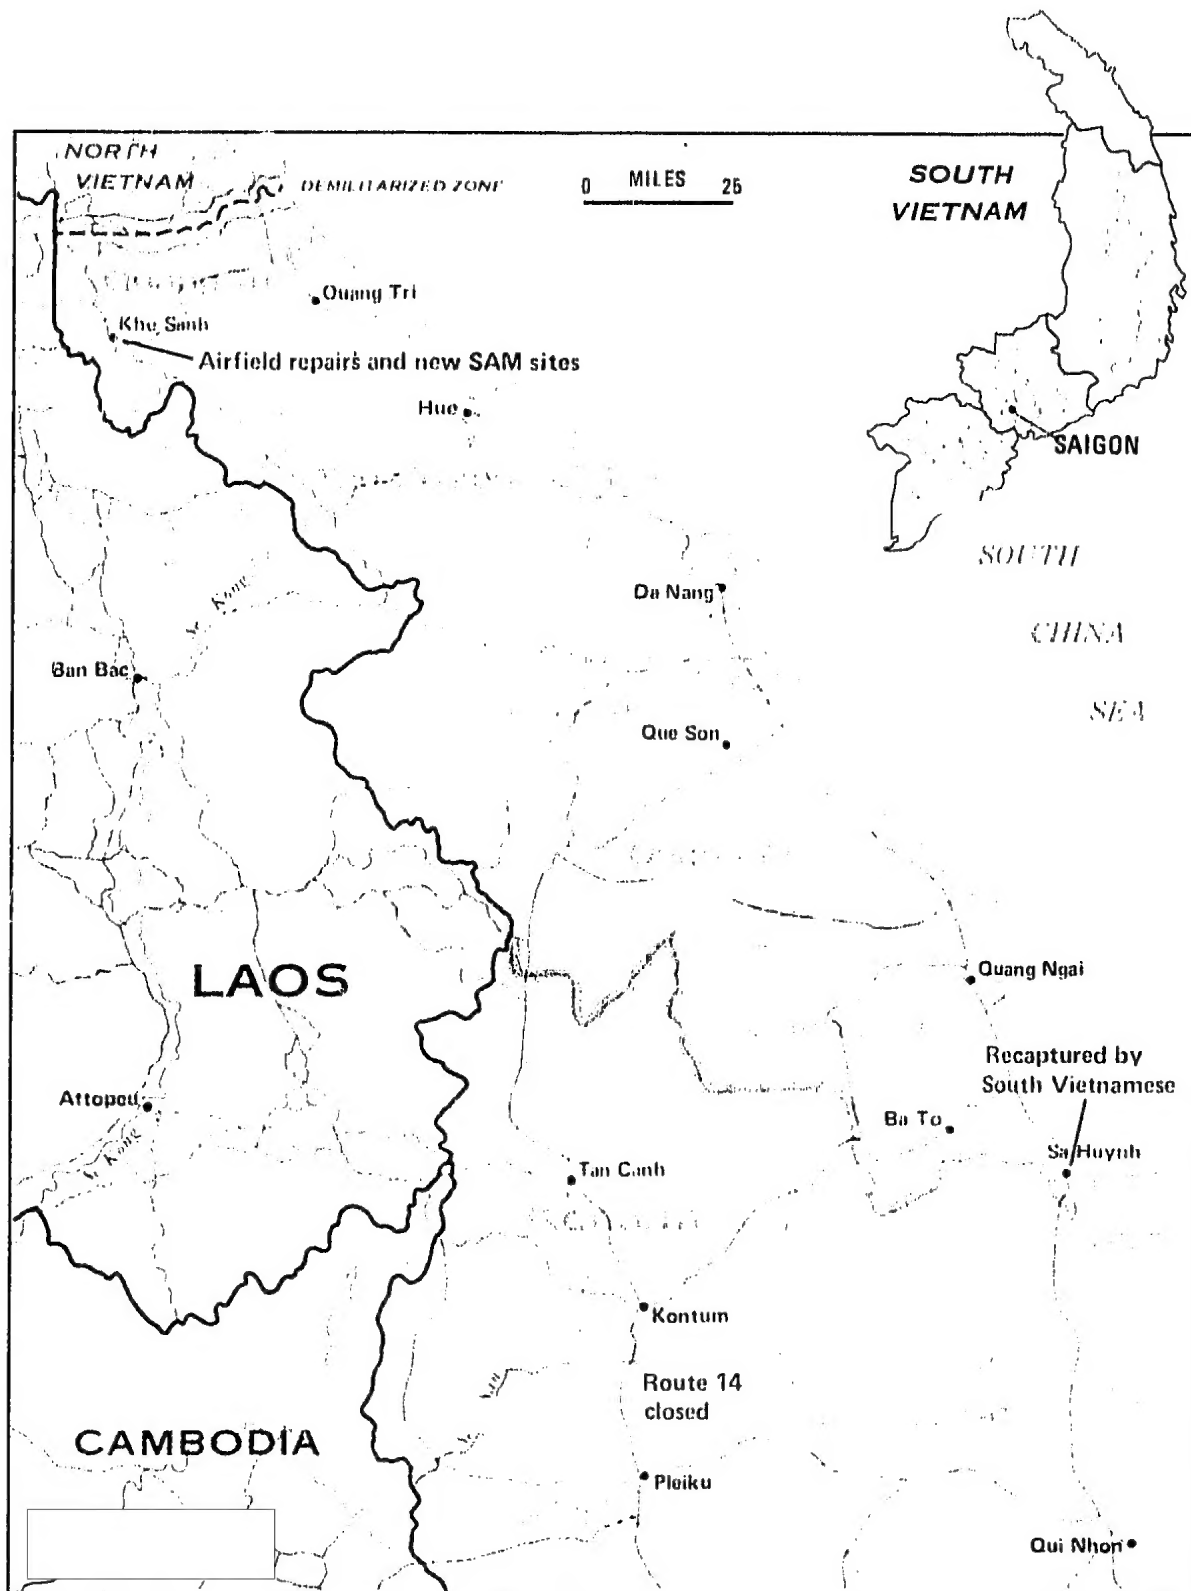 NORTH
VIETNAM
DEMILITARIZED ZONE
0 MILES 25
SOUTH
VIETNAM
Quang Tri
Khe Sanh
Airfield repairs and new SAM sites
Hue
SAIGON
SOUTH
CHINA
SEA
Kong
Da Nang
Ban Bac
Que Son
LAOS
Quang Ngai
Recaptured by
South Vietnamese
Attopeu
Ba To
Kong
Sa Huynh
Tan Canh
Kontum
Route 14
closed
CAMBODIA
Pleiku
Qui Nhon